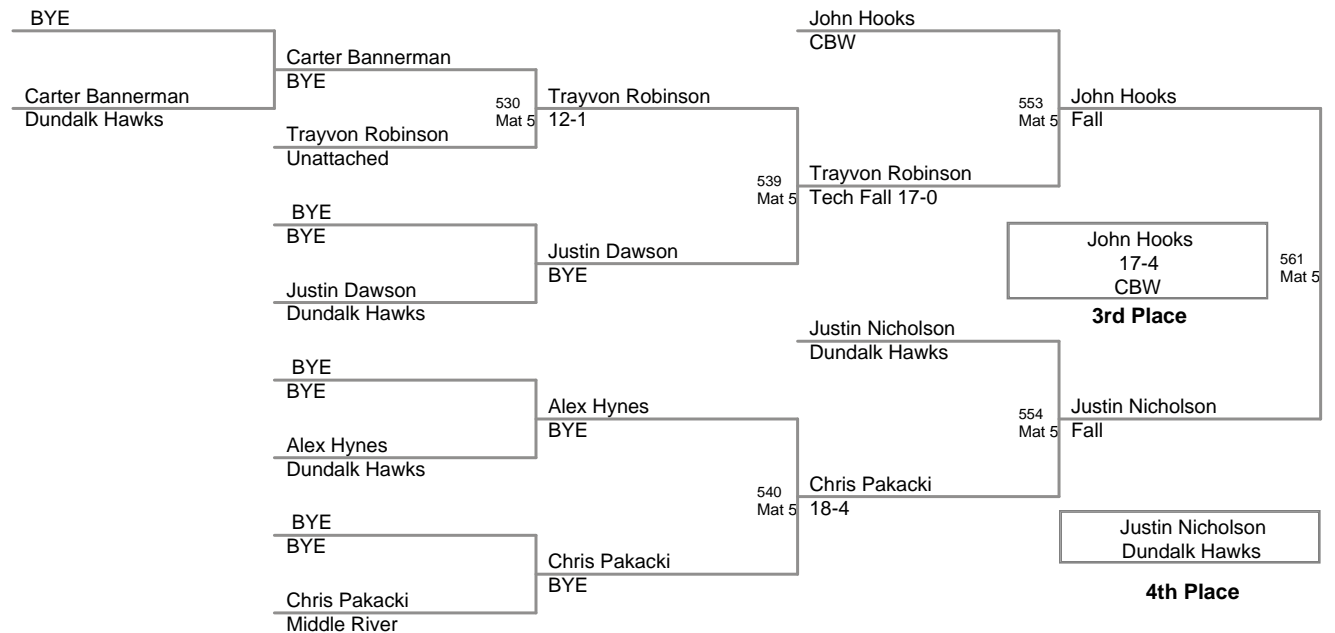 BYE
Carter Bannerman
Dundalk Hawks
Carter Bannerman
BYE
530
Mat 5
Trayvon Robinson
Unattached
BYE
BYE
Justin Dawson
Dundalk Hawks
BYE
BYE
Alex Hynes
Dundalk Hawks
BYE
BYE
Chris Pakacki
Middle River
Trayvon Robinson
12-1
539
Mat 5
Justin Dawson
BYE
Alex Hynes
BYE
540
Mat 5
Chris Pakacki
BYE
John Hooks
CBW
553
Mat 5
Trayvon Robinson
Tech Fall 17-0
Justin Nicholson
Dundalk Hawks
554
Mat 5
Chris Pakacki
18-4
John Hooks
Fall
John Hooks
17-4
CBW
3rd Place
561
Mat 5
Justin Nicholson
Fall
Justin Nicholson
Dundalk Hawks
4th Place